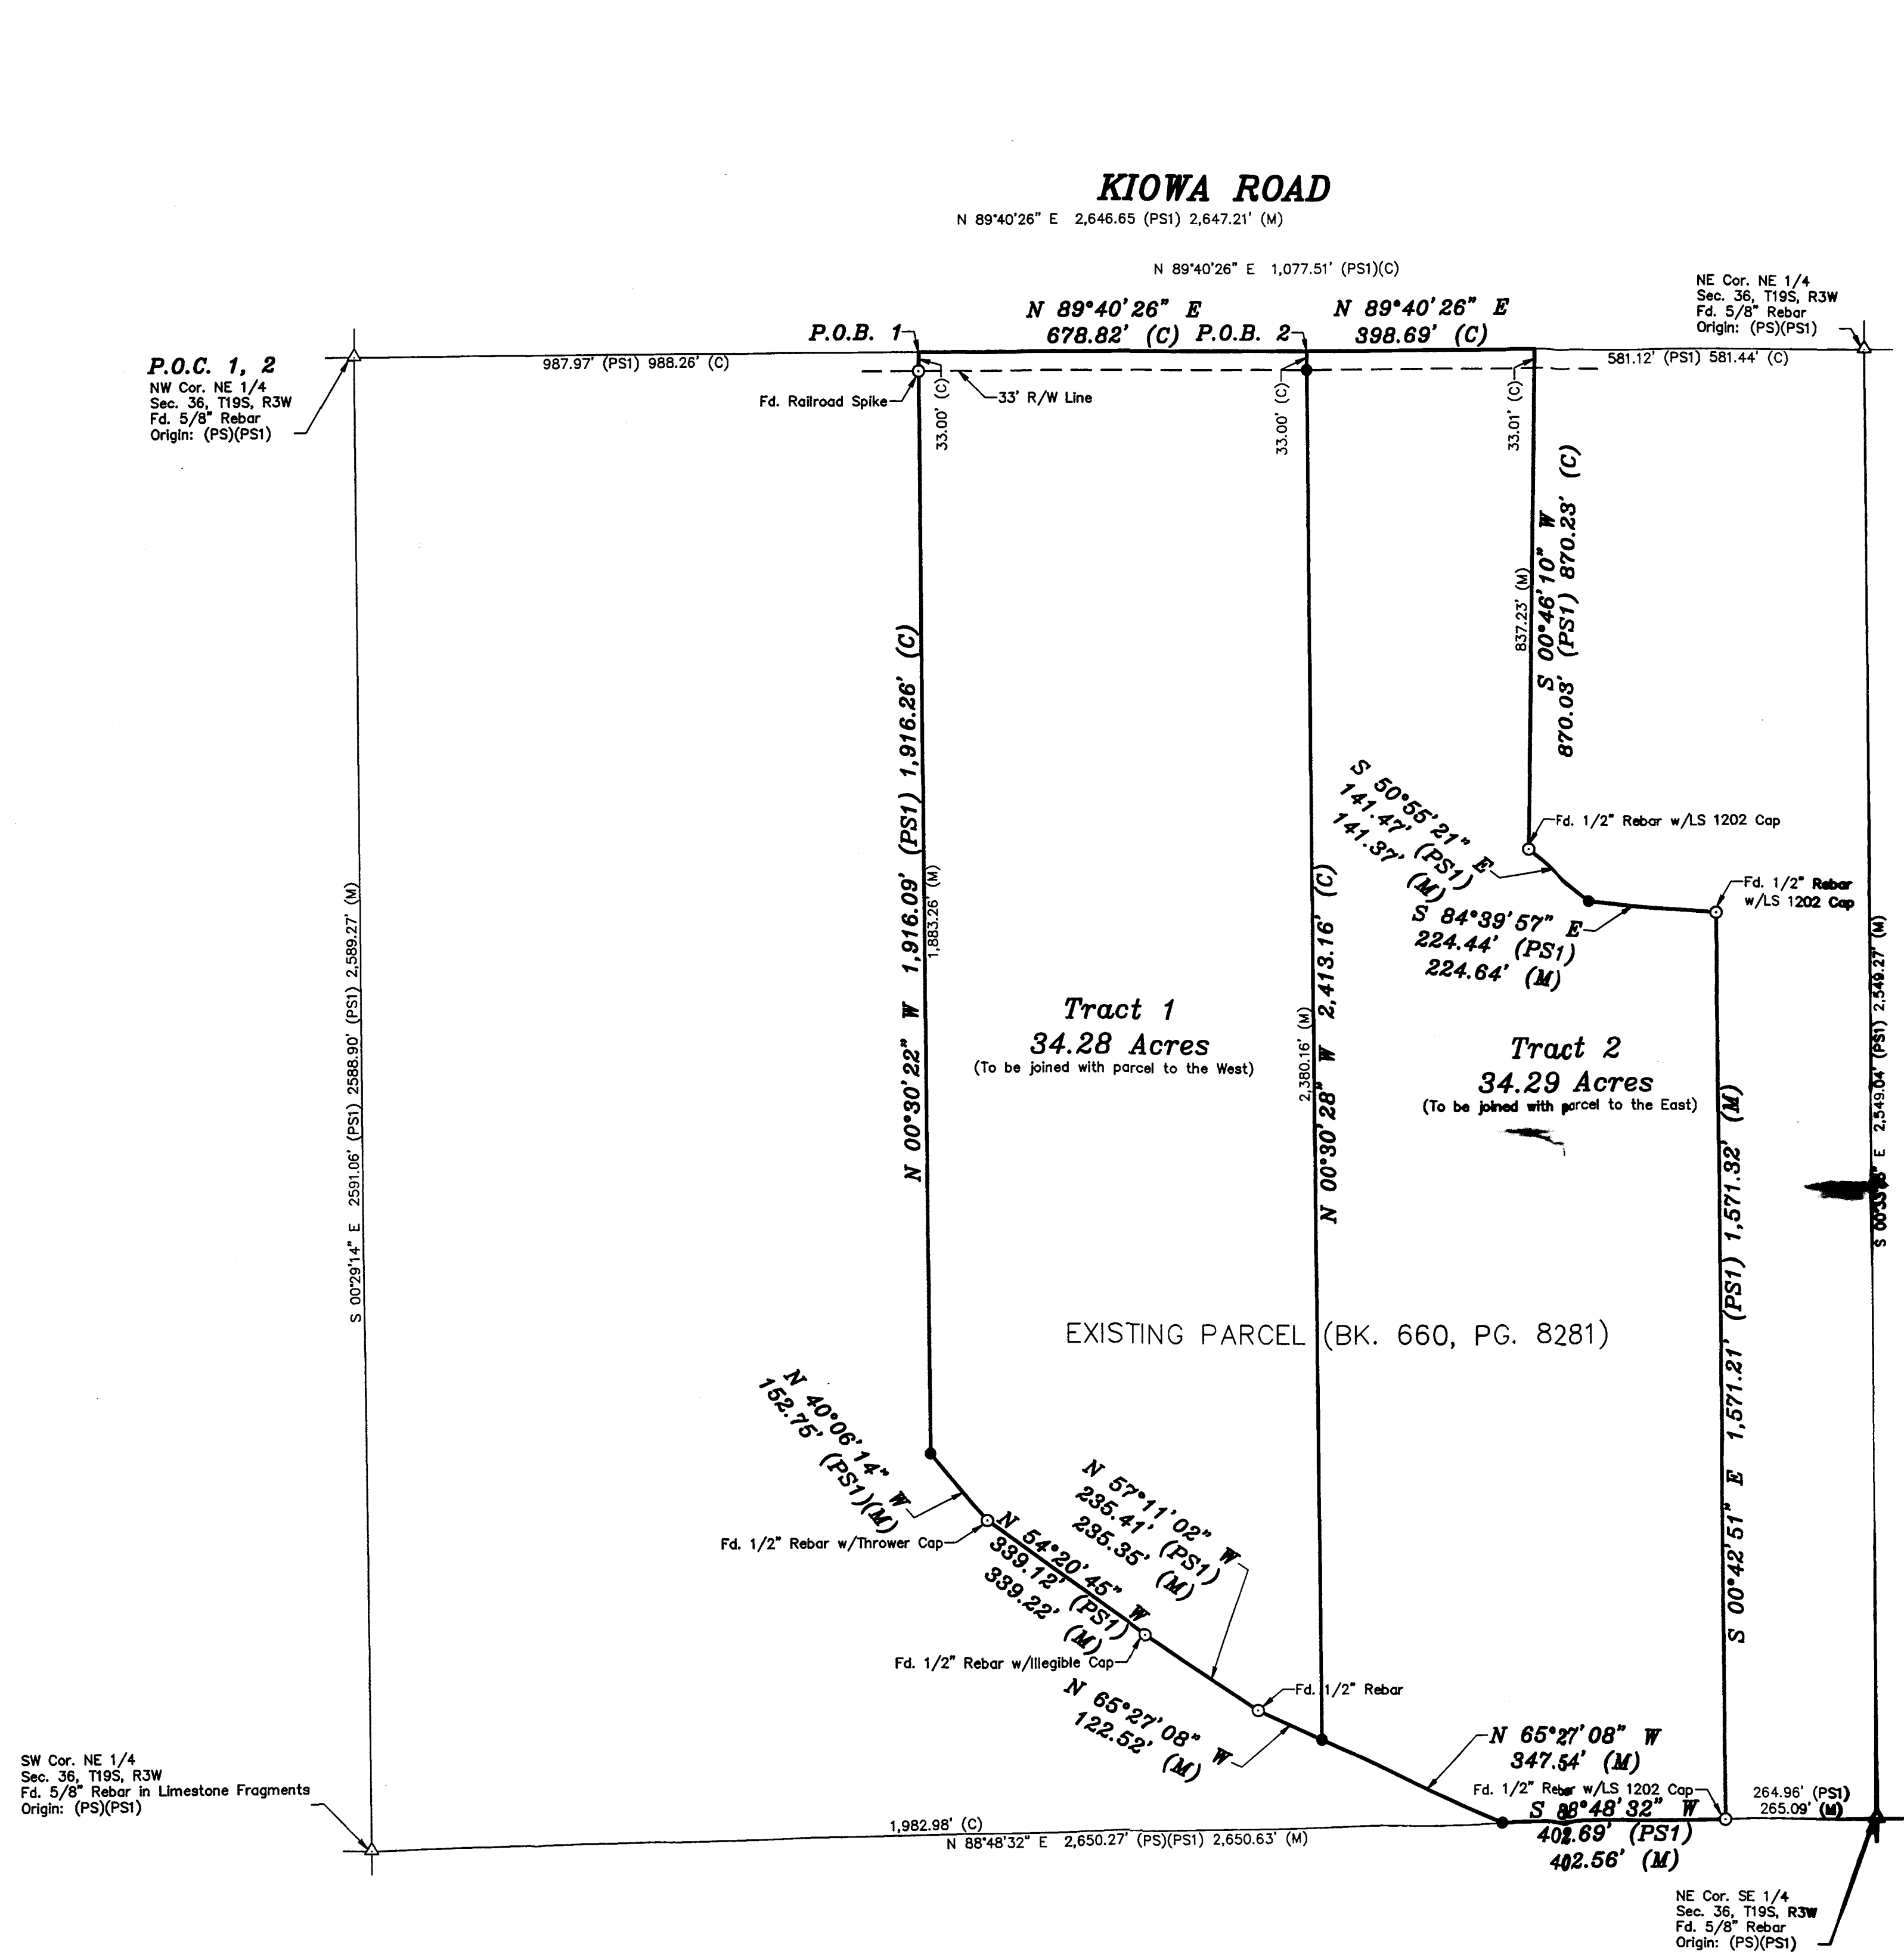 KIOWA ROAD
N 89°40'26" E 2,646.65 (PS1) 2,647.21' (M)
N 89°40'26" E 1,077.51' (PS1)(C)
N 89°40'26" E
678.82' (C)
N 89°40'26" E
398.69' (C)
P.O.B. 1
P.O.B. 2
NE Cor. NE 1/4
Sec. 36, T19S, R3W
Fd. 5/8" Rebar
Origin: (PS)(PS1)
P.O.C. 1, 2
NW Cor. NE 1/4
Sec. 36, T19S, R3W
Fd. 5/8" Rebar
Origin: (PS)(PS1)
987.97' (PS1) 988.26' (C)
581.12' (PS1) 581.44' (C)
Fd. Railroad Spike
33.00' (C)
33' R/W Line
33.00' (C)
33.01' (C)
837.23' (M)
S 00°46'10" W
870.03' (PS1) 870.23' (C)
N 00°30'22" W 1,916.09' (PS1) 1,916.26' (C)
1,883.26' (M)
S 50°55'21" E
141.47' (PS1)
141.37' (M)
Fd. 1/2" Rebar w/LS 1202 Cap
Fd. 1/2" Rebar
w/LS 1202 Cap
S 84°39'57" E
224.44' (PS1)
224.64' (M)
S 00°29'14" E 2591.06' (PS1) 2588.90' (PS1) 2,589.27' (M)
2,380.16' (M)
N 00°30'28" W 2,413.16' (C)
E 2,549.04' (PS1) 2,549.27' (M)
Tract 1
34.28 Acres
(To be joined with parcel to the West)
Tract 2
34.29 Acres
(To be joined with parcel to the East)
S 00°42'51" E 1,571.21' (PS1) 1,571.32' (M)
EXISTING PARCEL (BK. 660, PG. 8281)
N 40°06'14" W
152.75' (PS1)(M)
Fd. 1/2" Rebar w/Thrower Cap
N 54°20'45" W
339.12' (PS1)
339.22' (M)
N 57°11'02" W
235.41' (PS1)
235.35' (M)
Fd. 1/2" Rebar w/Illegible Cap
Fd. 1/2" Rebar
N 65°27'08" W
122.52' (M)
N 65°27'08" W
347.54' (M)
Fd. 1/2" Rebar w/LS 1202 Cap
S 88°48'32" W
402.69' (PS1)
402.56' (M)
264.96' (PS1)
265.09' (M)
SW Cor. NE 1/4
Sec. 36, T19S, R3W
Fd. 5/8" Rebar in Limestone Fragments
Origin: (PS)(PS1)
1,982.98' (C)
N 88°48'32" E 2,650.27' (PS)(PS1) 2,650.63' (M)
NE Cor. SE 1/4
Sec. 36, T19S, R3W
Fd. 5/8" Rebar
Origin: (PS)(PS1)